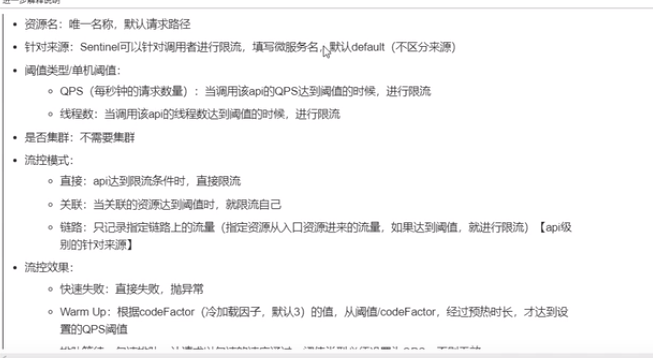 进一步解释说明
资源名：唯一名称，默认请求路径
针对来源：Sentinel可以针对调用者进行限流，填写微服务名，默认default（不区分来源）
阈值类型/单机阈值：
QPS（每秒钟的请求数量）：当调用该api的QPS达到阈值的时候，进行限流
线程数：当调用该api的线程数达到阈值的时候，进行限流
是否集群：不需要集群
流控模式：
直接：api达到限流条件时，直接限流
关联：当关联的资源达到阈值时，就限流自己
链路：只记录指定链路上的流量（指定资源从入口资源进来的流量，如果达到阈值，就进行限流）【api级
别的针对来源】
流控效果：
快速失败：直接失败，抛异常
Warm Up：根据codeFactor（冷加载因子，默认3）的值，从阈值/codeFactor，经过预热时长，才达到设
置的QPS阈值